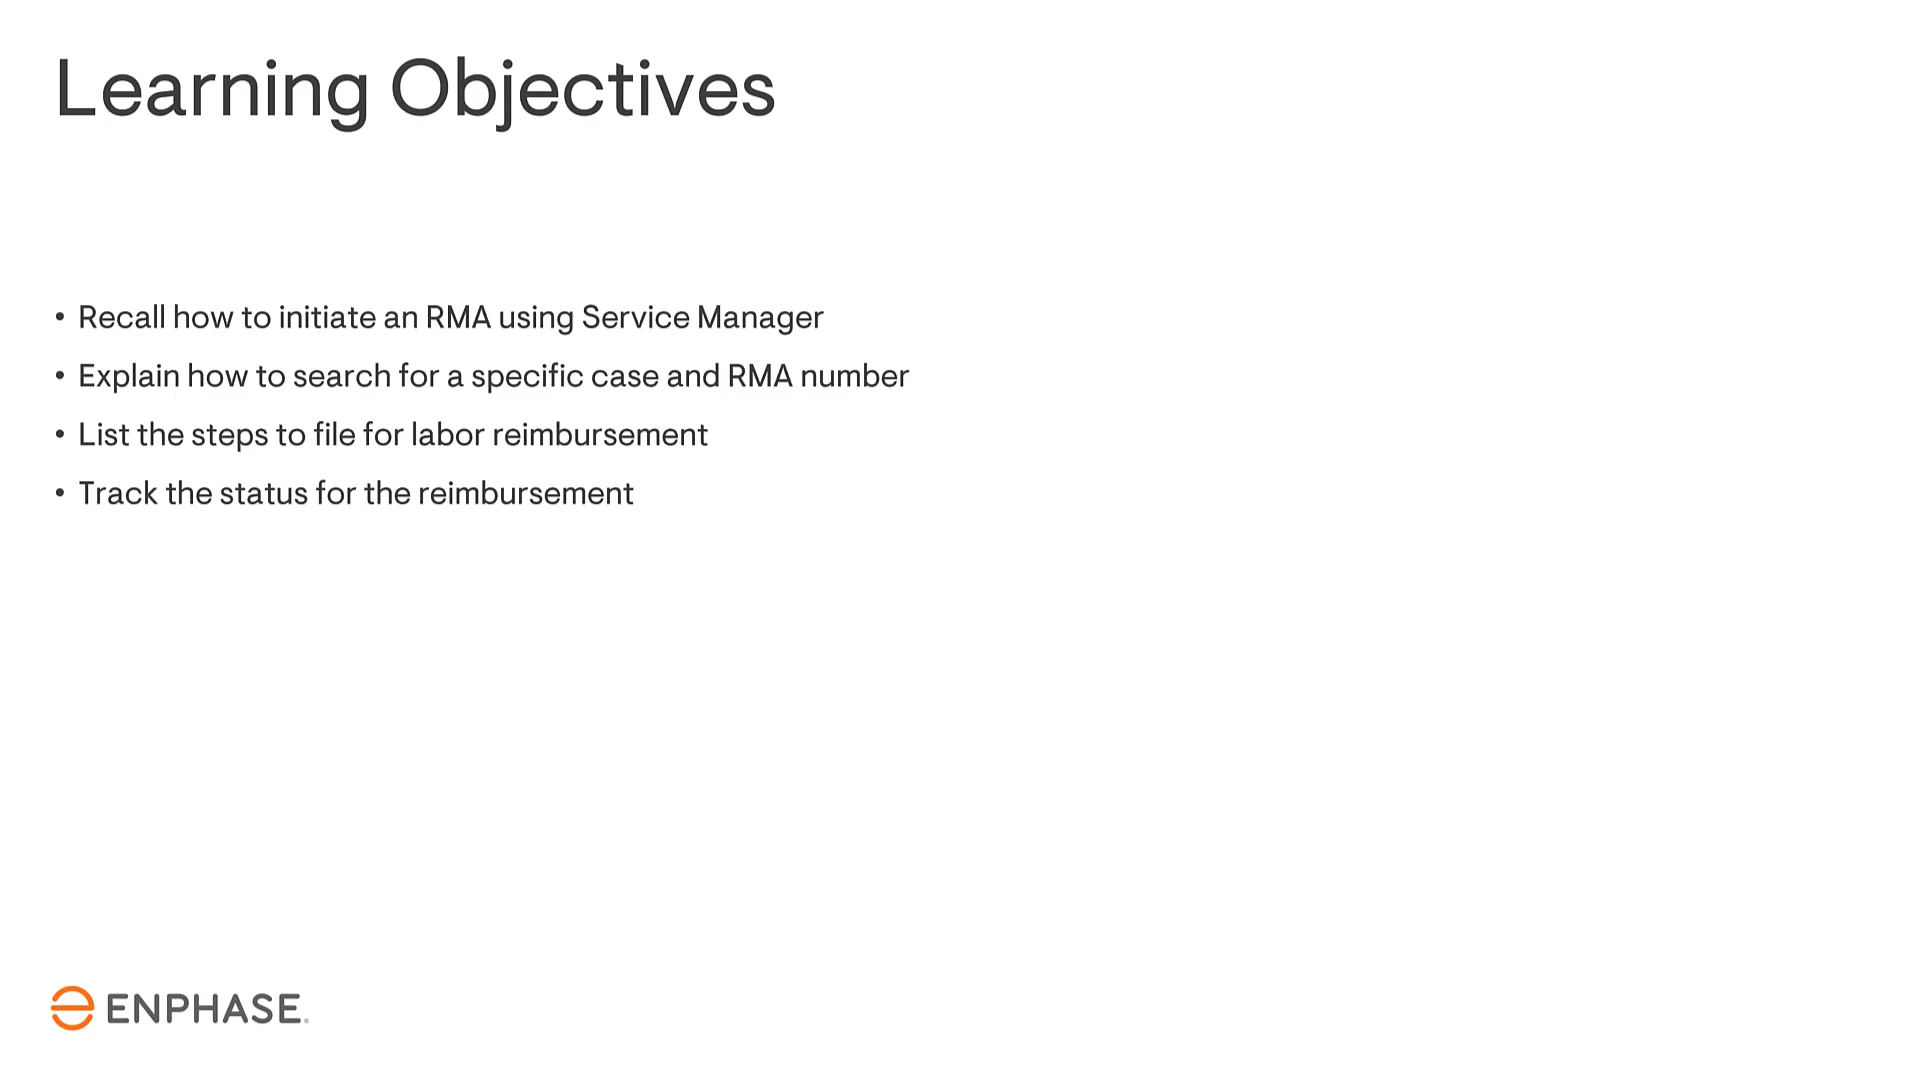 Learning Objectives
• Recall how to initiate an RMA using Service Manager
• Explain how to search for a specific case and RMA number
• List the steps to file for labor reimbursement
• Track the status for the reimbursement
ENPHASE